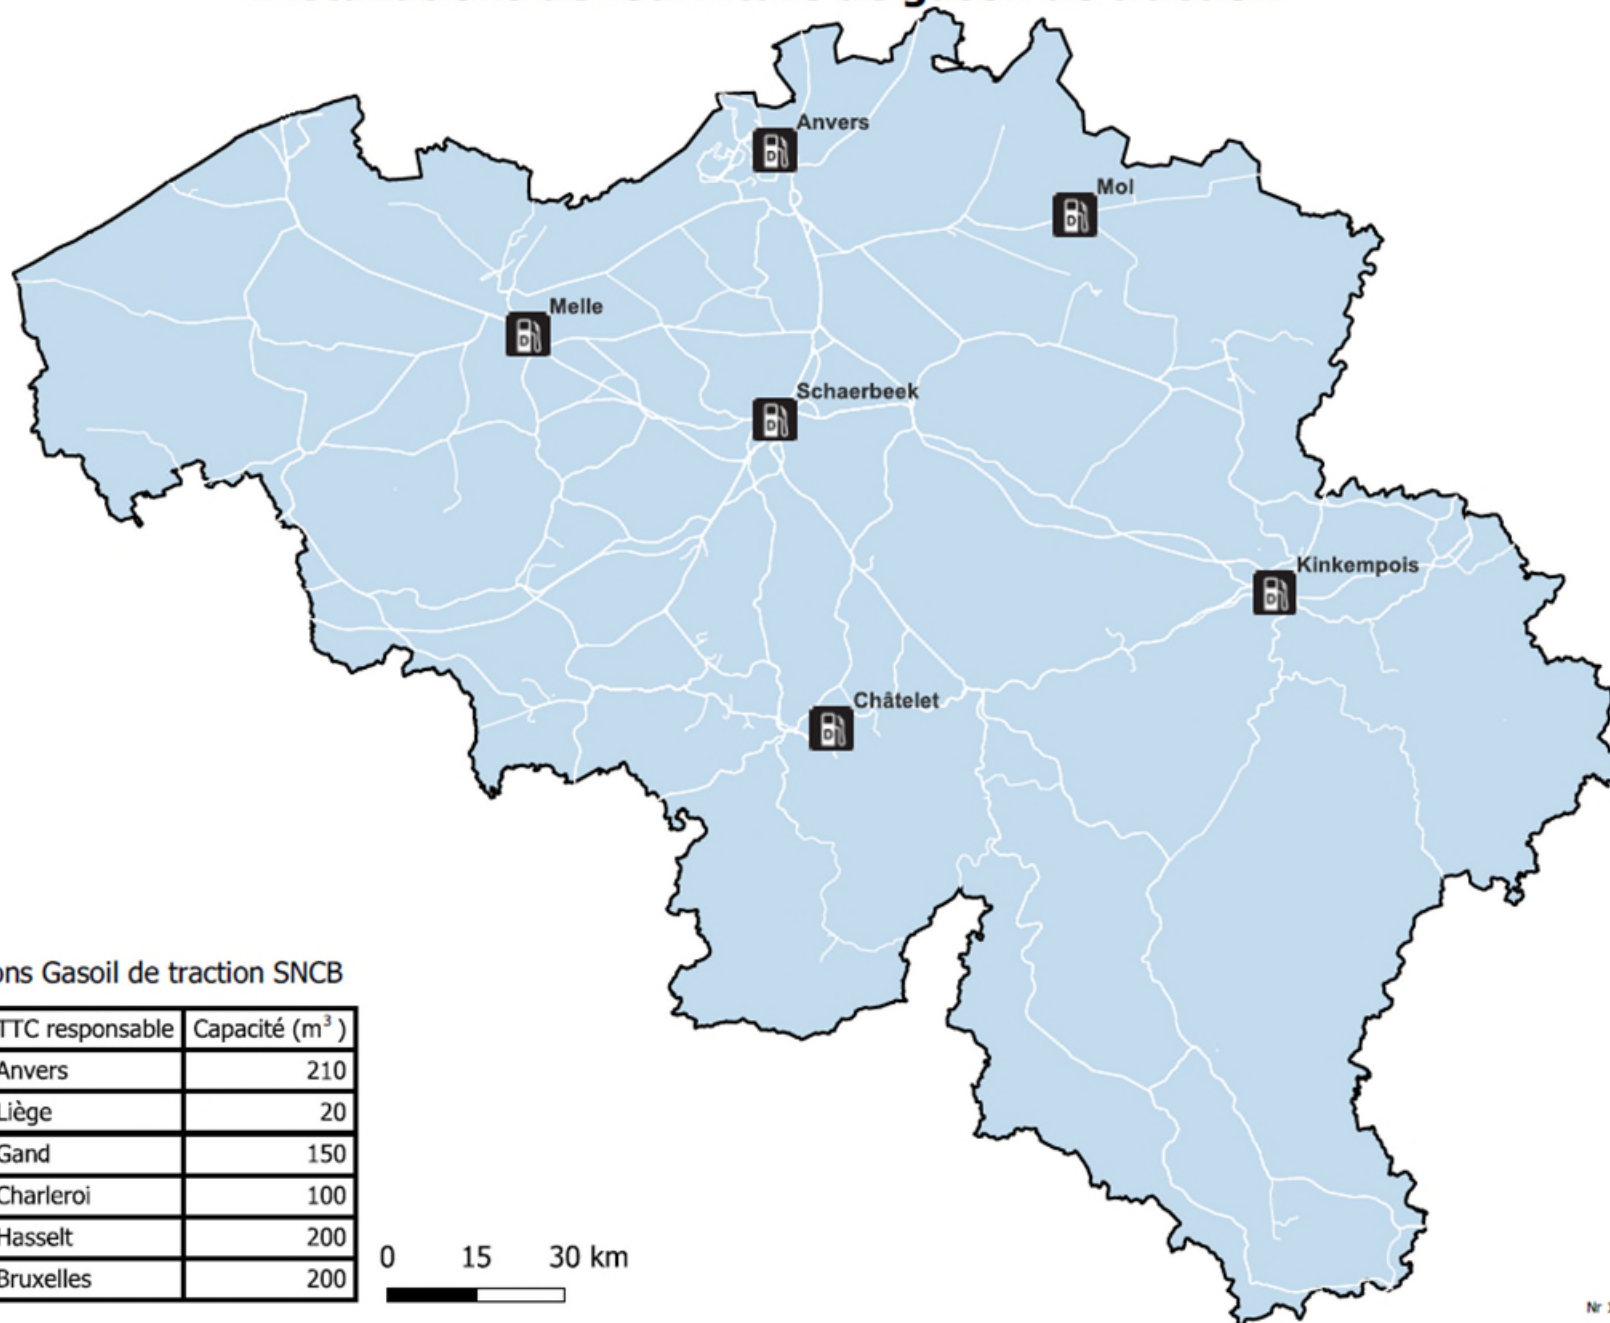 Anvers
Mol
Melle
Schaerbeek
Kinkempois
Châtelet
Gasoil de traction SNCB
TTC responsable Capacité (m³)
Anvers 210
Liège 20
Gand 150
Charleroi 100
Hasselt 200
Bruxelles 200
0 15 30 km
Nr